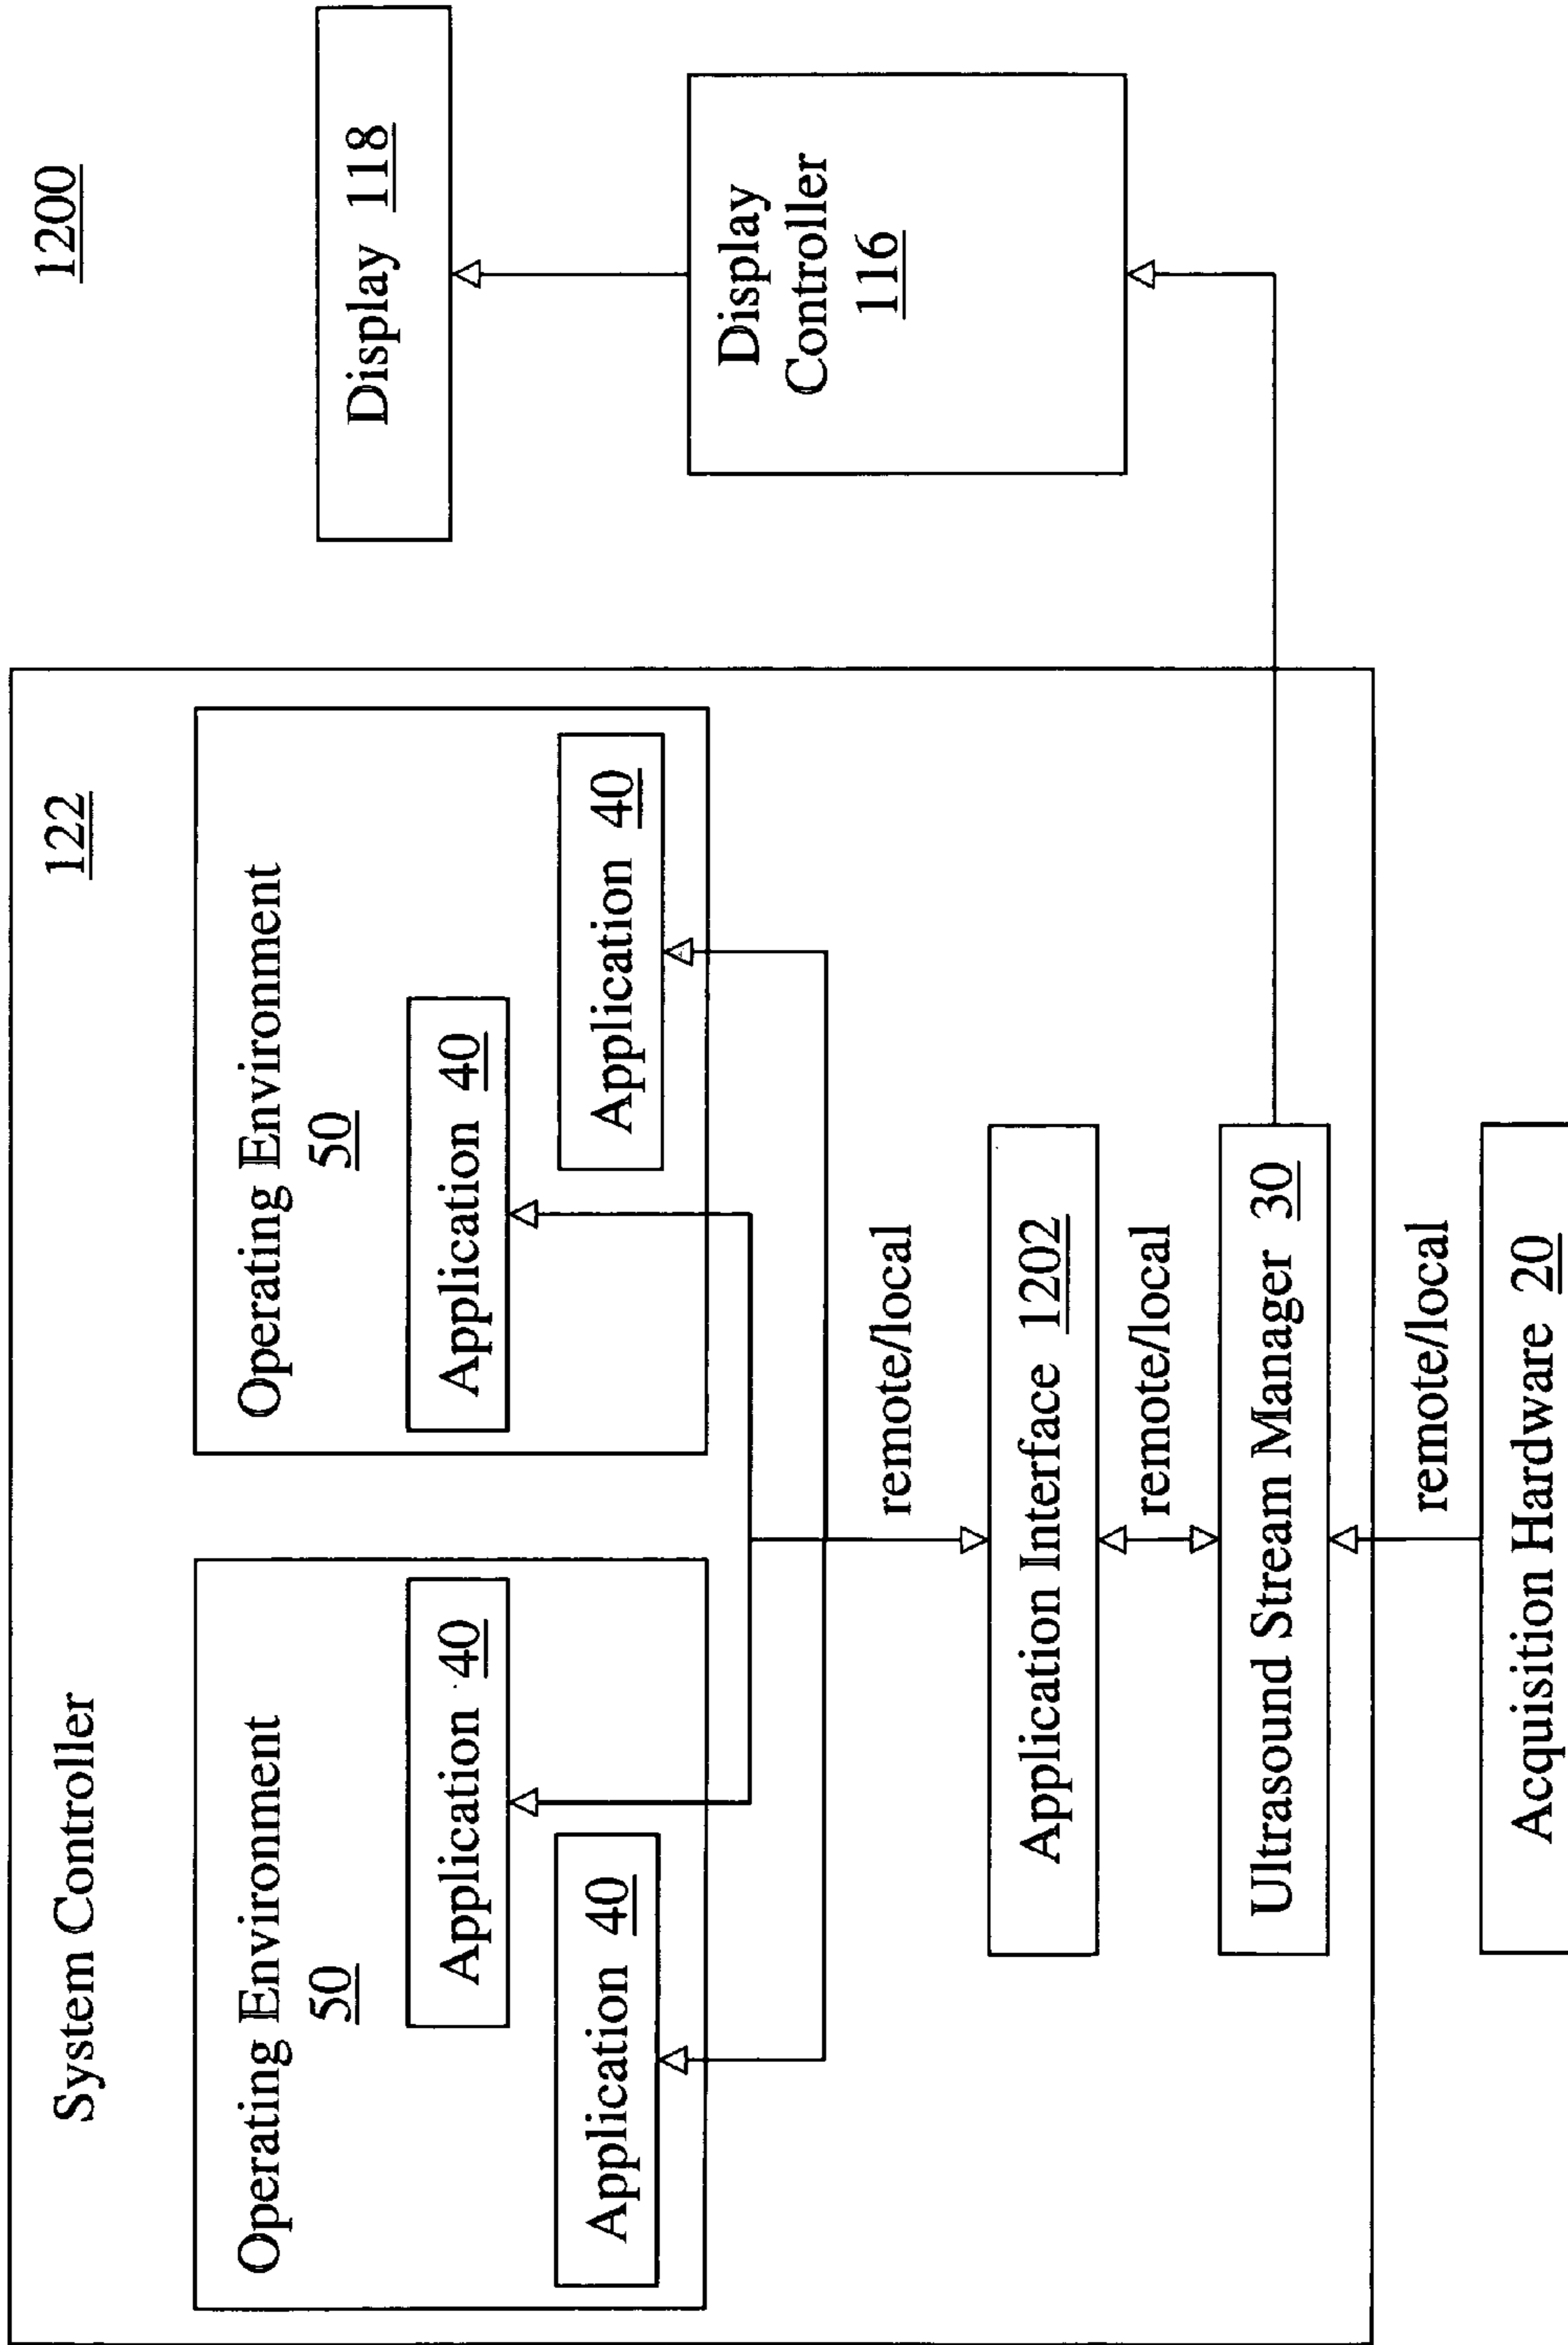 1200
System Controller
122
Operating Environment
50
Application 40
Application 40
Operating Environment
50
Application 40
Application 40
remote/local
Application Interface 1202
remote/local
Ultrasound Stream Manager 30
remote/local
Acquisition Hardware 20
Display 118
Display
Controller
116